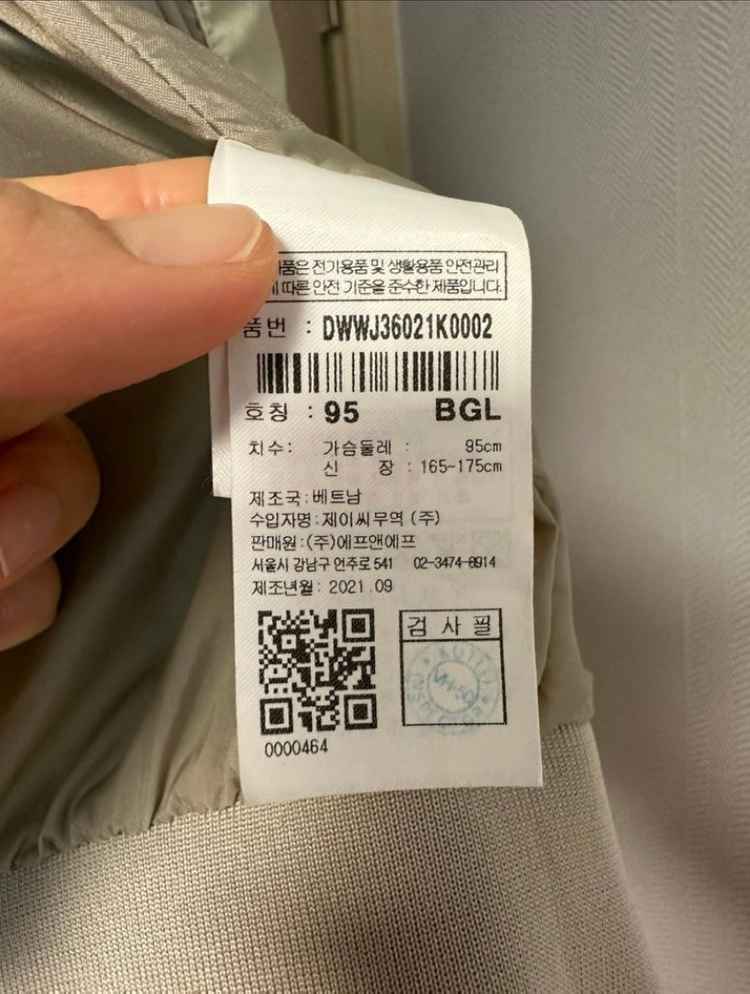 품은 전기용품 및 생활용품 안전관리
따른 안전 기준을 준수한 제품입니다.
품번 : DWWJ36021K0002
호칭 : 95 BGL
치수 : 가슴둘레 : 95cm
신 장 : 165-175cm
제조국 : 베트남
수입자명 : 제이씨무역 (주)
판매원 : (주)에프앤에프
서울시 강남구 언주로 541 02-3474-8914
제조년월 : 2021.09
검사필
0000464